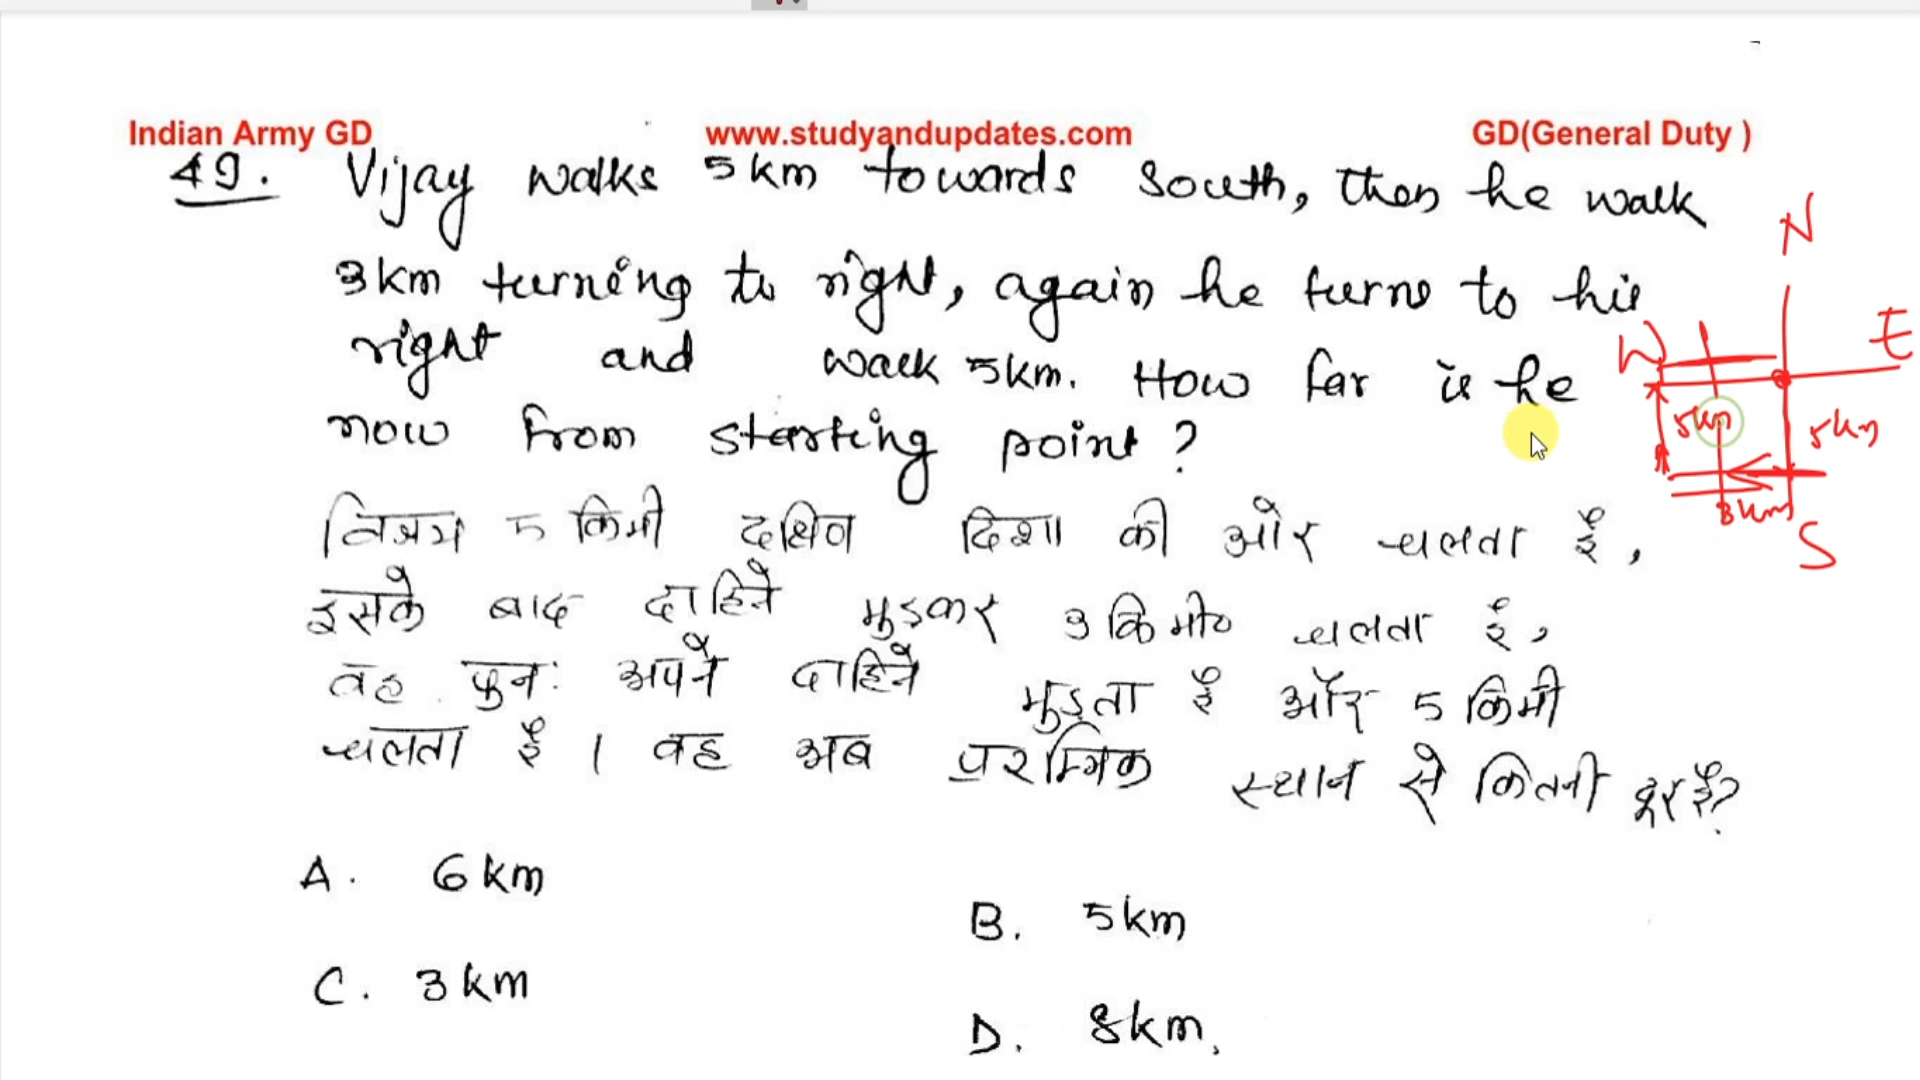 Indian Army GD www.studyandupdates.com GD(General Duty )
49. Vijay walks 5km towards South, then he walk
3km turning to right, again he turns to his
right and walk 5km. How far is he
now from starting point?
विजय 5 किमी दक्षिण दिशा की ओर चलता है,
इसके बाद दाहिने मुड़कर 3 किमी० चलता है,
वह पुन: अपने दाहिने मुड़ता है और 5 किमी
चलता है। वह अब प्रारम्भिक स्थान से कितनी दूर है?
A. 6km
B. 5km
C. 3km
D. 8km.
N
W E
5km 5km
3km
S